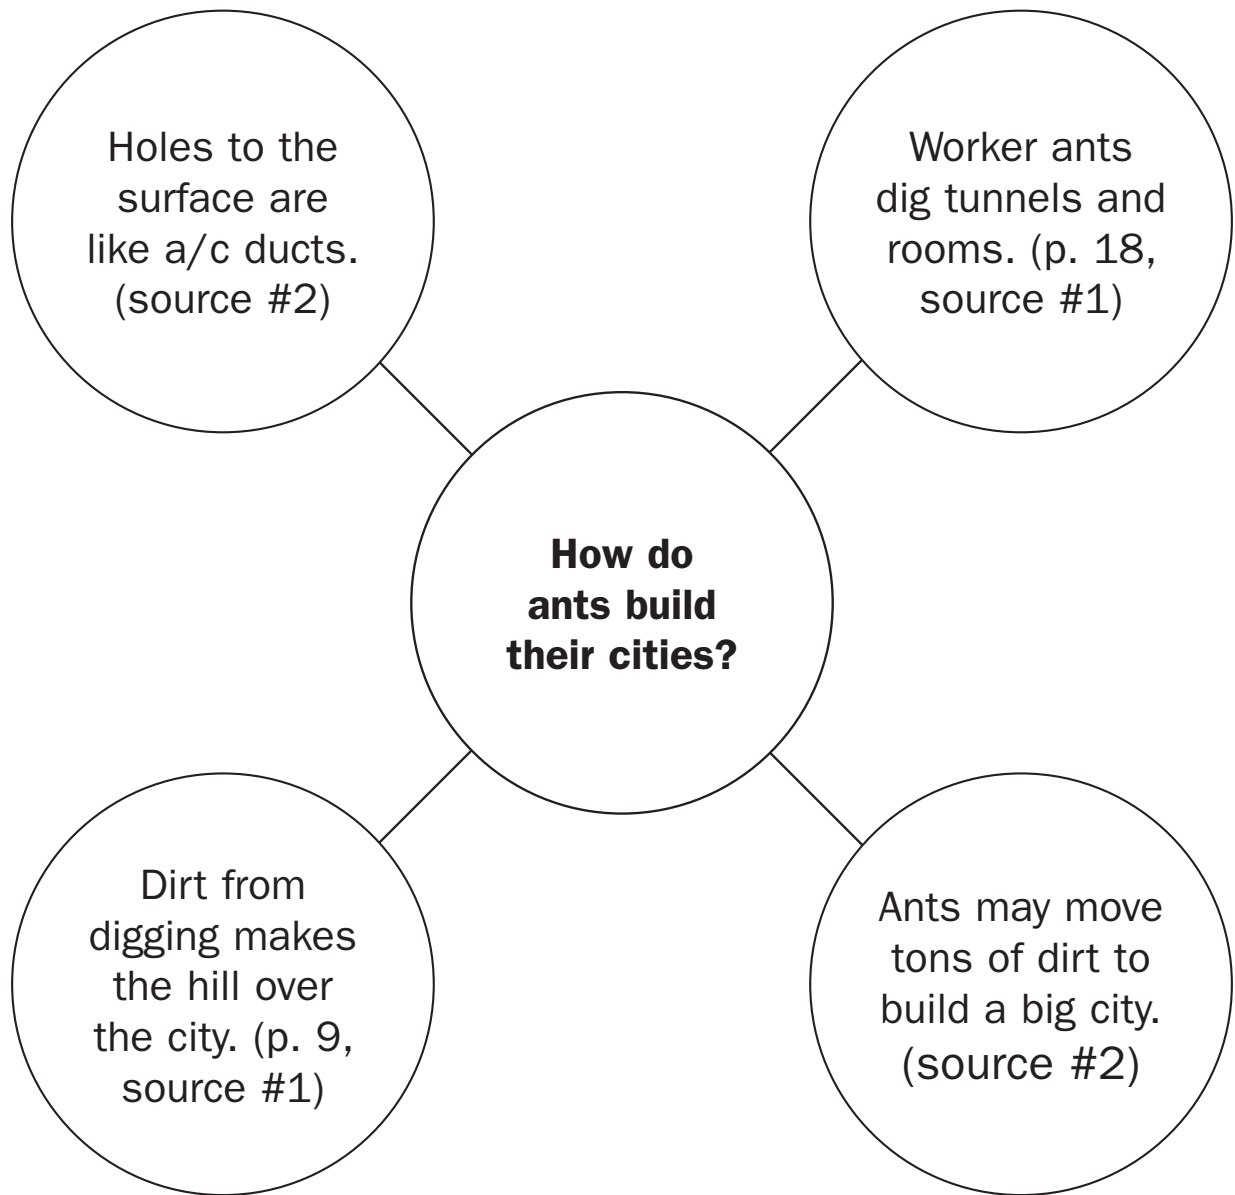 Holes to the
surface are
like a/c ducts.
(source #2)
Worker ants
dig tunnels and
rooms. (p. 18,
source #1)
How do
ants build
their cities?
Dirt from
digging makes
the hill over
the city. (p. 9,
source #1)
Ants may move
tons of dirt to
build a big city.
(source #2)